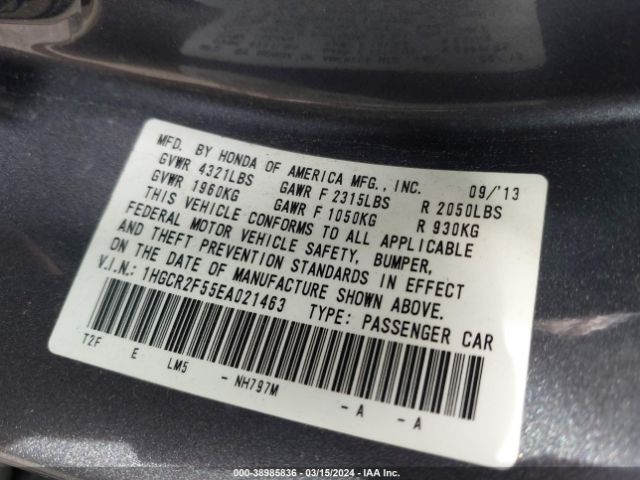 MFD. BY HONDA OF AMERICA MFG., INC. 09/'13
GVWR 4321LBS GAWR F 2315LBS R 2050LBS
GVWR 1960KG GAWR F 1050KG R 930KG
THIS VEHICLE CONFORMS TO ALL APPLICABLE
FEDERAL MOTOR VEHICLE SAFETY, BUMPER,
AND THEFT PREVENTION STANDARDS IN EFFECT
ON THE DATE OF MANUFACTURE SHOWN ABOVE.
V.I.N.: 1HGCR2F55EA021463 TYPE: PASSENGER CAR
T2F E LM5 - NH797M - A - A
0 - 38985836 - 03/15/2024 - IAA Inc.